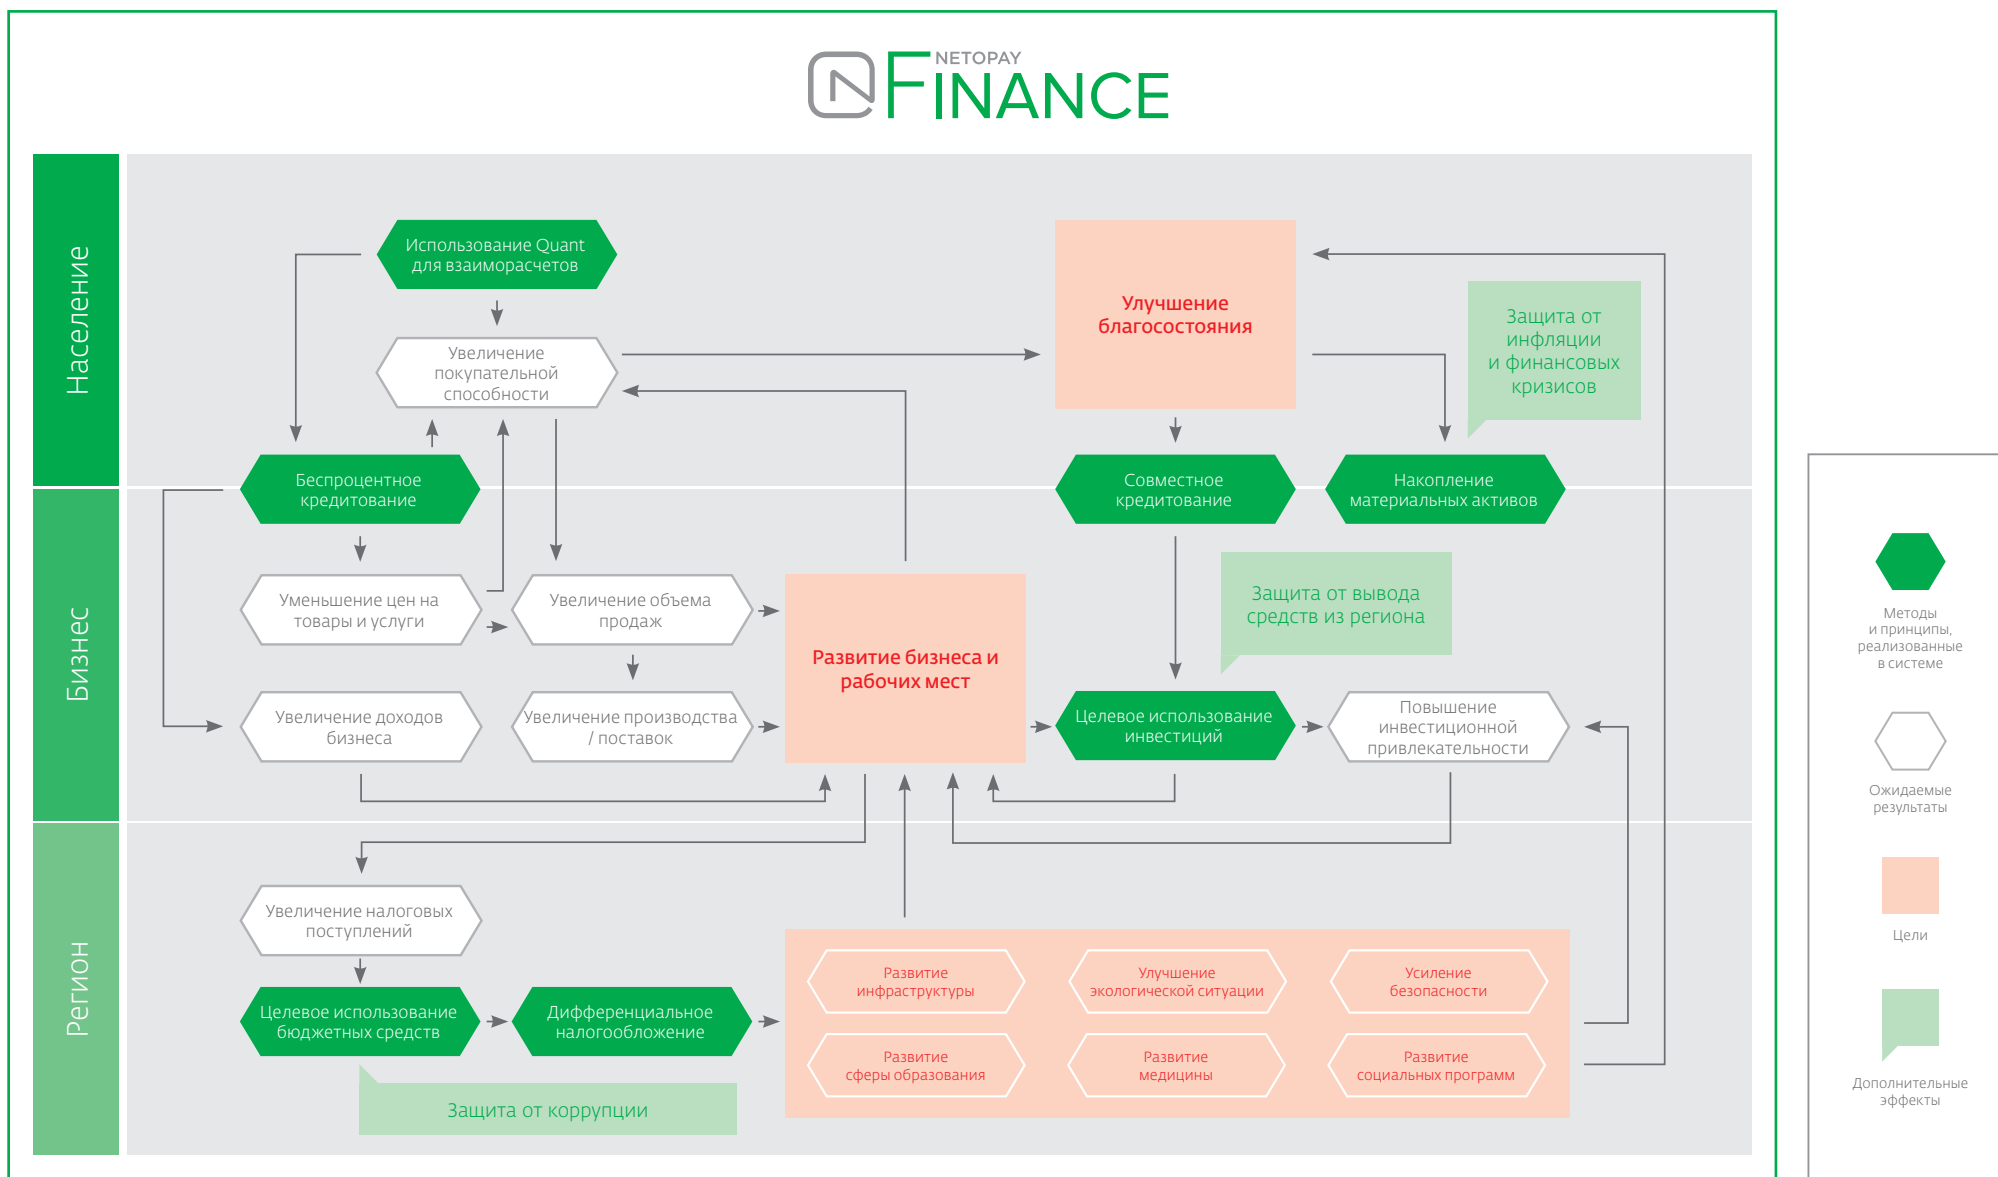 NETOPAY
FINANCE
Население
Использование Quant
для взаиморасчетов
Увеличение
покупательной
способности
Улучшение
благосостояния
Защита от
инфляции
и финансовых
кризисов
Беспроцентное
кредитование
Совместное
кредитование
Накопление
материальных активов
Бизнес
Уменьшение цен на
товары и услуги
Увеличение объема
продаж
Развитие бизнеса и
рабочих мест
Защита от вывода
средств из региона
Увеличение доходов
бизнеса
Увеличение производства
/ поставок
Целевое использование
инвестиций
Повышение
инвестиционной
привлекательности
Регион
Увеличение налоговых
поступлений
Целевое использование
бюджетных средств
Дифференциальное
налогообложение
Защита от коррупции
Развитие
инфраструктуры
Улучшение
экологической ситуации
Усиление
безопасности
Развитие
сферы образования
Развитие
медицины
Развитие
социальных программ
Методы
и принципы,
реализованные
в системе
Ожидаемые
результаты
Цели
Дополнительные
эффекты